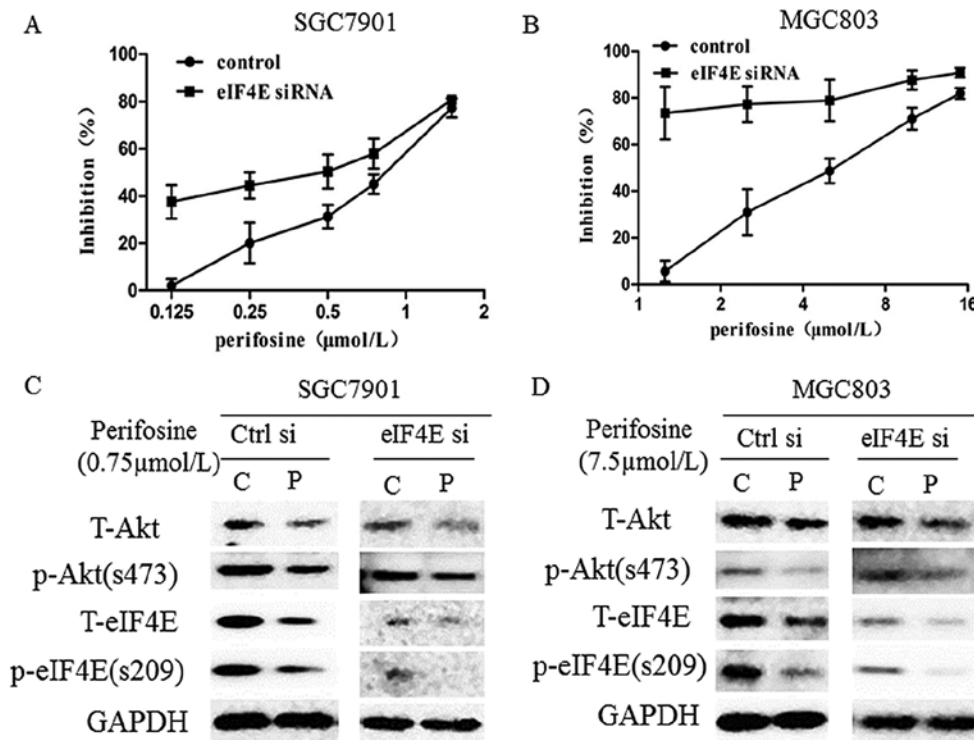 A
SGC7901
control
eIF4E siRNA
Inhibition (%)
100
80
60
40
20
0
0.125 0.25 0.5 1 2
perifosine (μmol/L)
B
MGC803
control
eIF4E siRNA
Inhibition (%)
100
80
60
40
20
0
1 2 4 8 16
perifosine (μmol/L)
C
SGC7901
Perifosine
(0.75μmol/L)
Ctrl si eIF4E si
C P C P
T-Akt
p-Akt(s473)
T-eIF4E
p-eIF4E(s209)
GAPDH
D
MGC803
Perifosine
(7.5μmol/L)
Ctrl si eIF4E si
C P C P
T-Akt
p-Akt(s473)
T-eIF4E
p-eIF4E(s209)
GAPDH